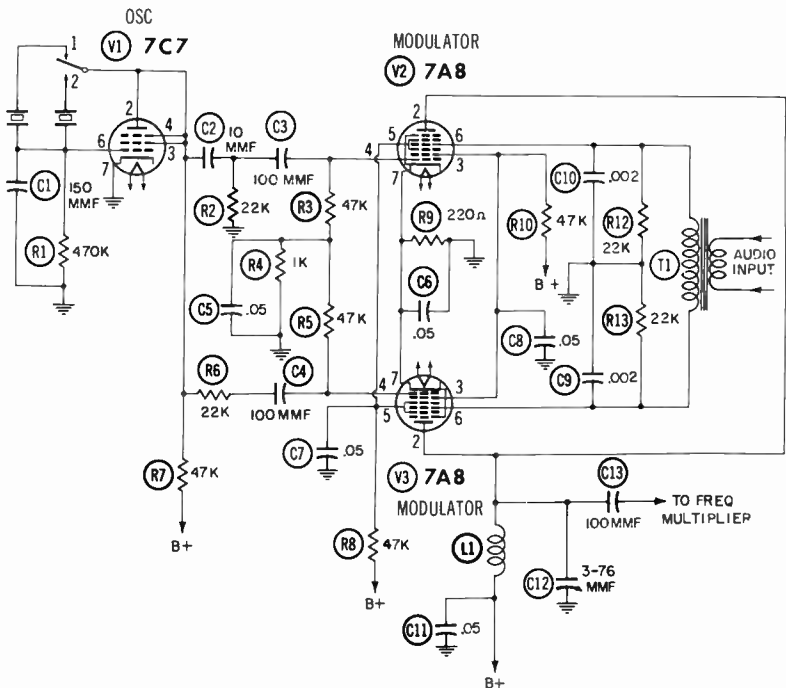 OSC
V1 7C7
MODULATOR
V2 7A8
1
2
2
4
3
6
7
C1
150 MMF
R1
470K
C2
10 MMF
C3
100 MMF
R2
22K
R3
47K
R4
1K
C5
.05
R5
47K
R6
22K
C4
100 MMF
R7
47K
B+
C7
.05
R8
47K
B+
2
5
4
7
6
3
R9
220Ω
C6
.05
R10
47K
B+
C8
.05
C10
.002
R12
22K
R13
22K
C9
.002
T1
AUDIO INPUT
7
4
5
2
3
6
V3 7A8
MODULATOR
C13
100MMF
TO FREQ MULTIPLIER
L1
C12
3-76 MMF
C11
.05
B+